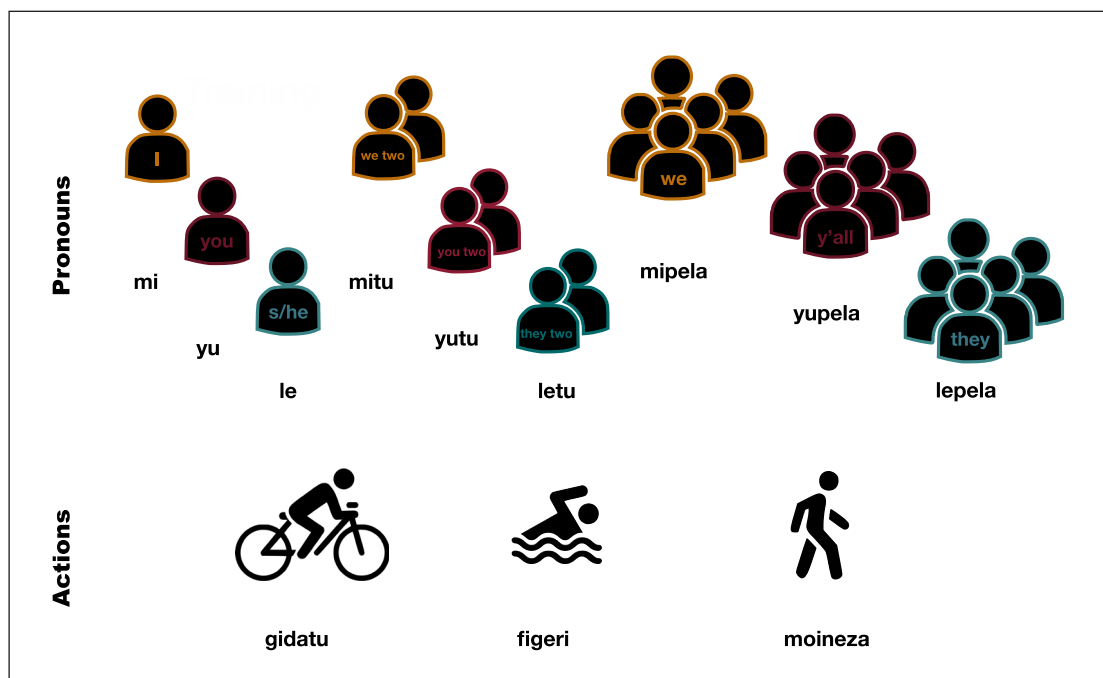 Pronouns
I
you
s/he
mi
yu
le
we two
you two
they two
mitu
yutu
letu
we
y'all
they
mipela
yupela
lepela
Actions
gidatu
figeri
moineza